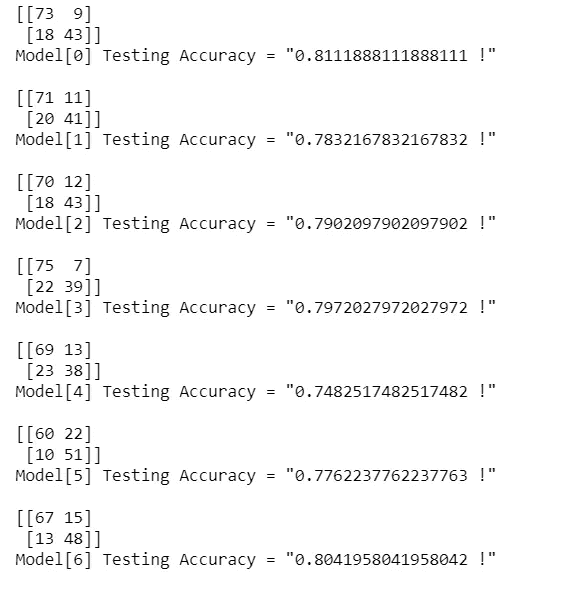 [[73  9]
 [18 43]]
Model[0] Testing Accuracy = "0.8111888111888111 !"
[[71 11]
 [20 41]]
Model[1] Testing Accuracy = "0.7832167832167832 !"
[[70 12]
 [18 43]]
Model[2] Testing Accuracy = "0.7902097902097902 !"
[[75  7]
 [22 39]]
Model[3] Testing Accuracy = "0.7972027972027972 !"
[[69 13]
 [23 38]]
Model[4] Testing Accuracy = "0.7482517482517482 !"
[[60 22]
 [10 51]]
Model[5] Testing Accuracy = "0.7762237762237763 !"
[[67 15]
 [13 48]]
Model[6] Testing Accuracy = "0.8041958041958042 !"